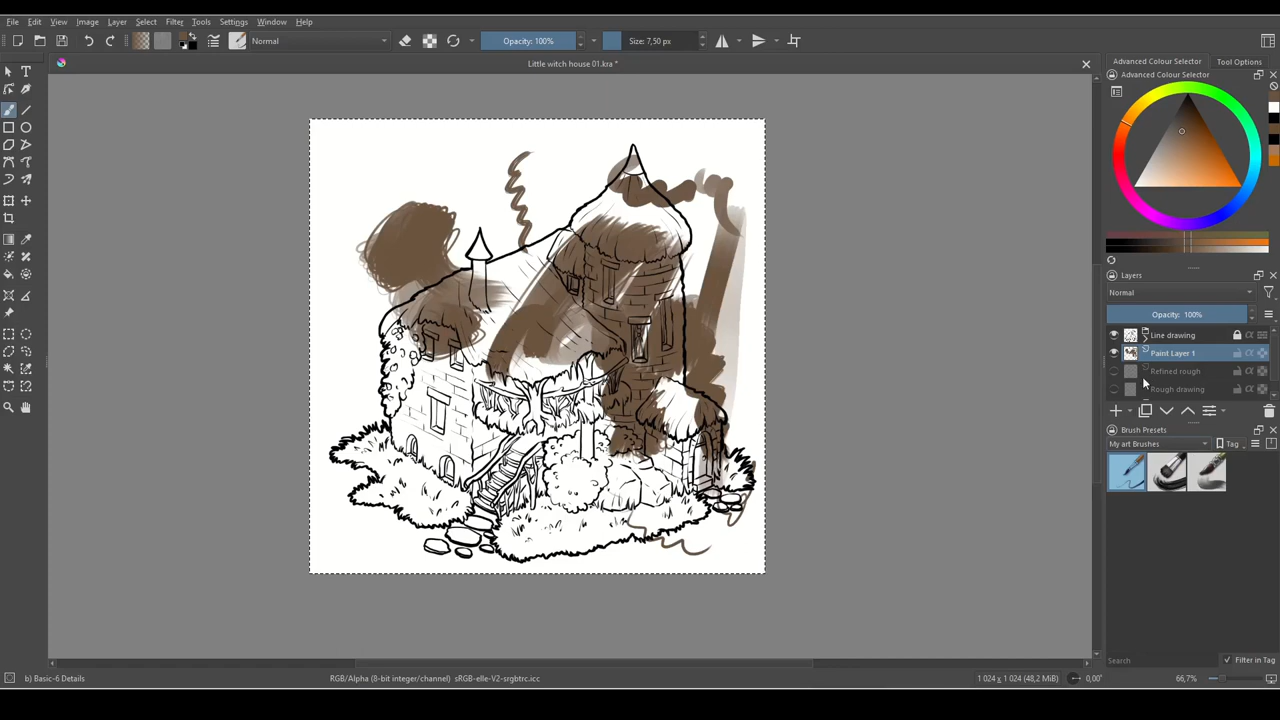 File Edit View Image Layer Select Filter Tools Settings Window Help
Normal Opacity: 100% Size: 7,50 px
Little witch house 01.kra *
Advanced Colour Selector Tool Options
Advanced Colour Selector
Layers
Normal
Opacity: 100%
Line drawing
Paint Layer 1
Refined rough
Rough drawing
Brush Presets
My art Brushes Tag
Search Filter in Tag
b) Basic-6 Details RGB/Alpha (8-bit integer/channel) sRGB-elle-V2-srgbtrc.icc 1 024 x 1 024 (48,2 MiB) 0,00° 66,7%